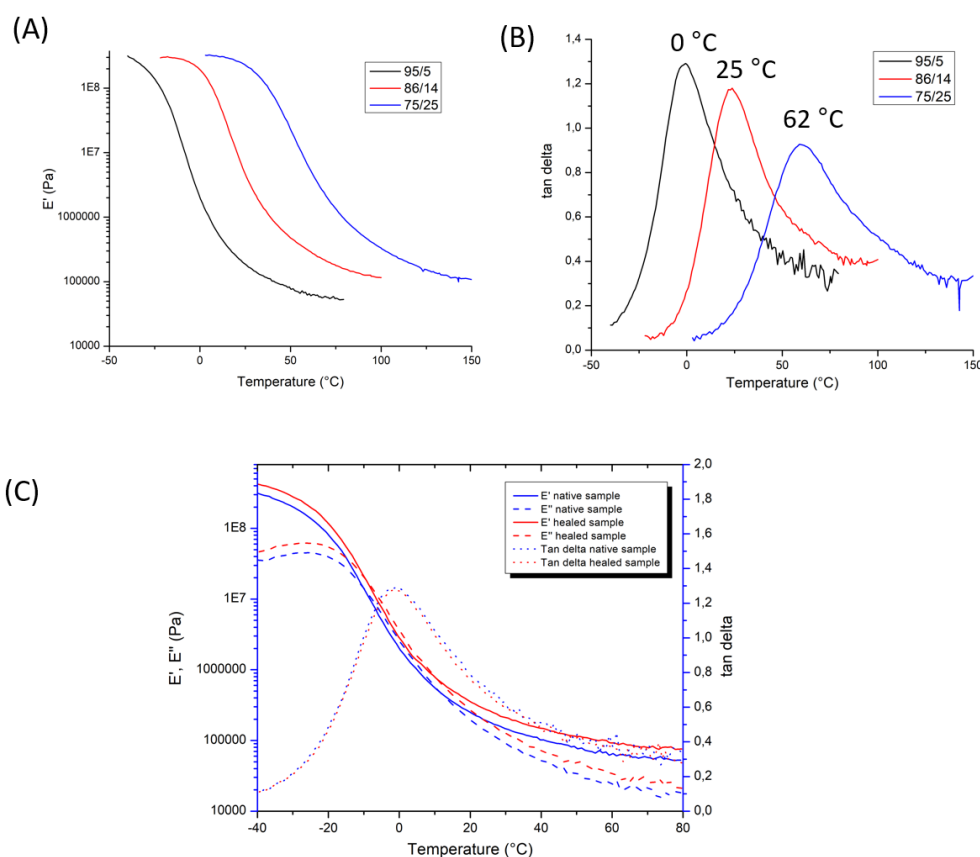 (A)
1E8
1E7
1000000
100000
10000
E' (Pa)
-50
0
50
100
150
Temperature (°C)
95/5
86/14
75/25
(B)
1,4
1,2
1,0
0,8
0,6
0,4
0,2
0,0
tan delta
-50
0
50
100
150
Temperature (°C)
0 °C
25 °C
62 °C
95/5
86/14
75/25
(C)
1E8
1E7
1000000
100000
10000
E', E'' (Pa)
-40
-20
0
20
40
60
80
Temperature (°C)
2,0
1,8
1,6
1,4
1,2
1,0
0,8
0,6
0,4
0,2
0,0
tan delta
E' native sample
E'' native sample
E' healed sample
E'' healed sample
Tan delta native sample
Tan delta healed sample